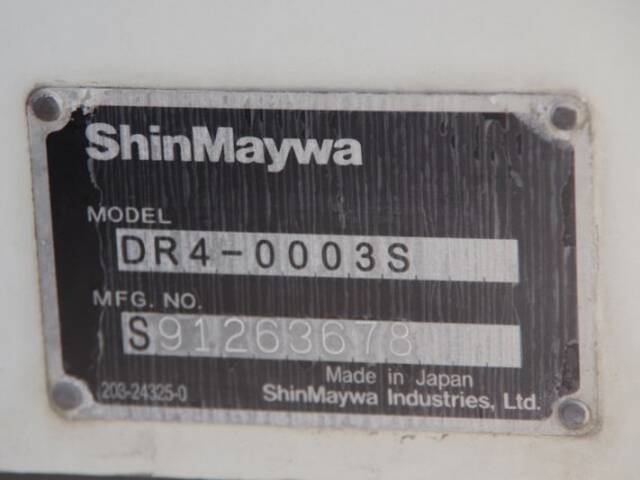 ShinMaywa
MODEL
DR4-0003S
MFG. NO.
S91263678
Made in Japan
203-24325-0
ShinMaywa Industries, Ltd.